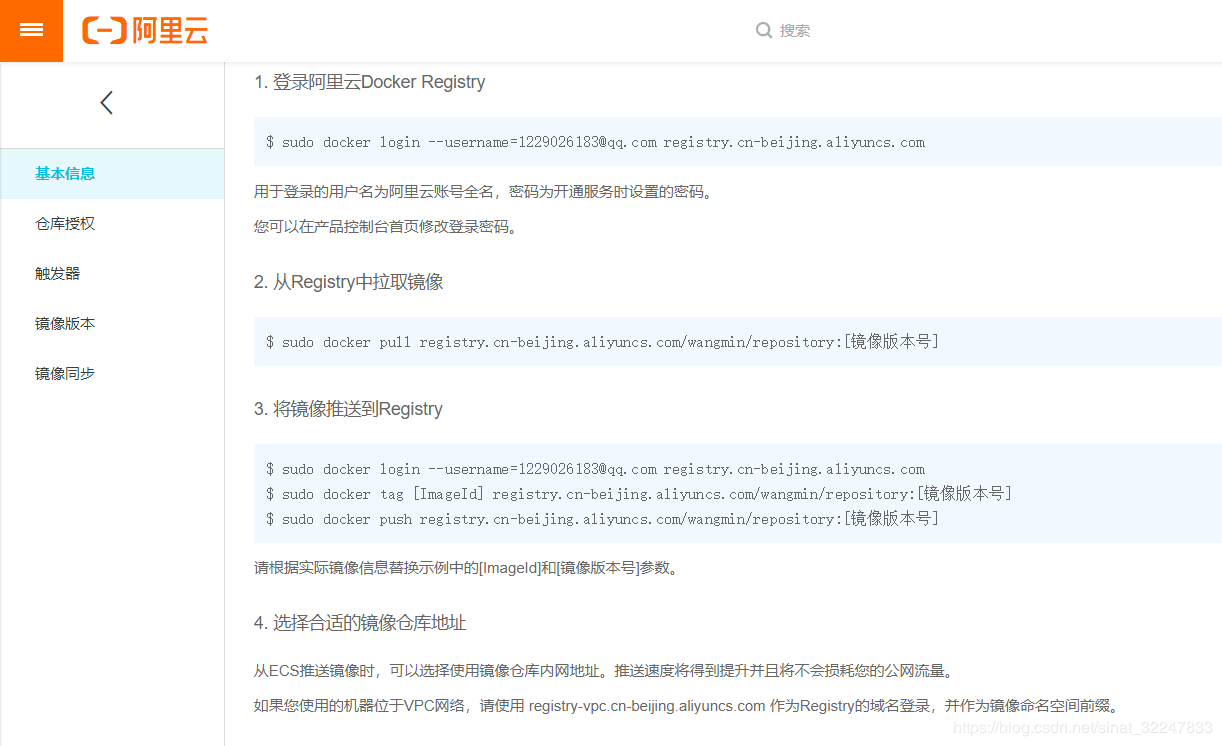 阿里云
搜索
基本信息
仓库授权
触发器
镜像版本
镜像同步
1. 登录阿里云Docker Registry
$ sudo docker login --username=1229026183@qq.com registry.cn-beijing.aliyuncs.com
用于登录的用户名为阿里云账号全名，密码为开通服务时设置的密码。
您可以在产品控制台首页修改登录密码。
2. 从Registry中拉取镜像
$ sudo docker pull registry.cn-beijing.aliyuncs.com/wangmin/repository:[镜像版本号]
3. 将镜像推送到Registry
$ sudo docker login --username=1229026183@qq.com registry.cn-beijing.aliyuncs.com
$ sudo docker tag [ImageId] registry.cn-beijing.aliyuncs.com/wangmin/repository:[镜像版本号]
$ sudo docker push registry.cn-beijing.aliyuncs.com/wangmin/repository:[镜像版本号]
请根据实际镜像信息替换示例中的[ImageId]和[镜像版本号]参数。
4. 选择合适的镜像仓库地址
从ECS推送镜像时，可以选择使用镜像仓库内网地址。推送速度将得到提升并且将不会损耗您的公网流量。
如果您使用的机器位于VPC网络，请使用 registry-vpc.cn-beijing.aliyuncs.com 作为Registry的域名登录，并作为镜像命名空间前缀。
https://blog.csdn.net/sinat_32247833